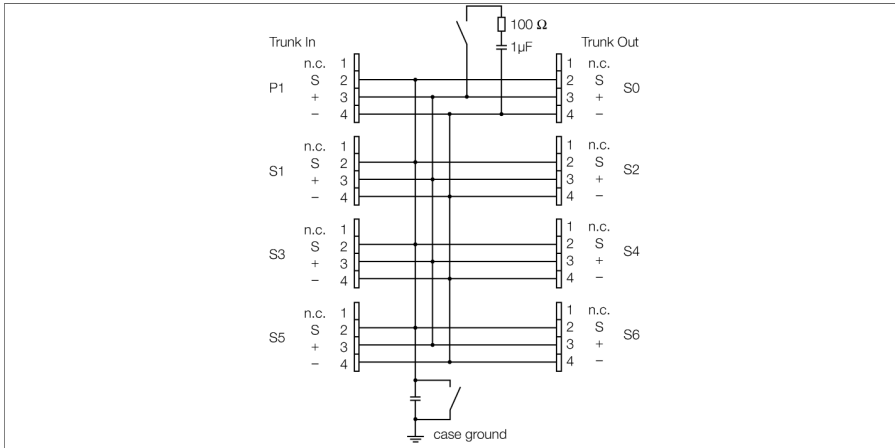 100 Ω
1µF
Trunk In
Trunk Out
n.c. 1
P1 S 2
+ 3
– 4
1 n.c.
2 S S0
3 +
4 –
n.c. 1
S1 S 2
+ 3
– 4
1 n.c.
2 S S2
3 +
4 –
n.c. 1
S3 S 2
+ 3
– 4
1 n.c.
2 S S4
3 +
4 –
n.c. 1
S5 S 2
+ 3
– 4
1 n.c.
2 S S6
3 +
4 –
case ground